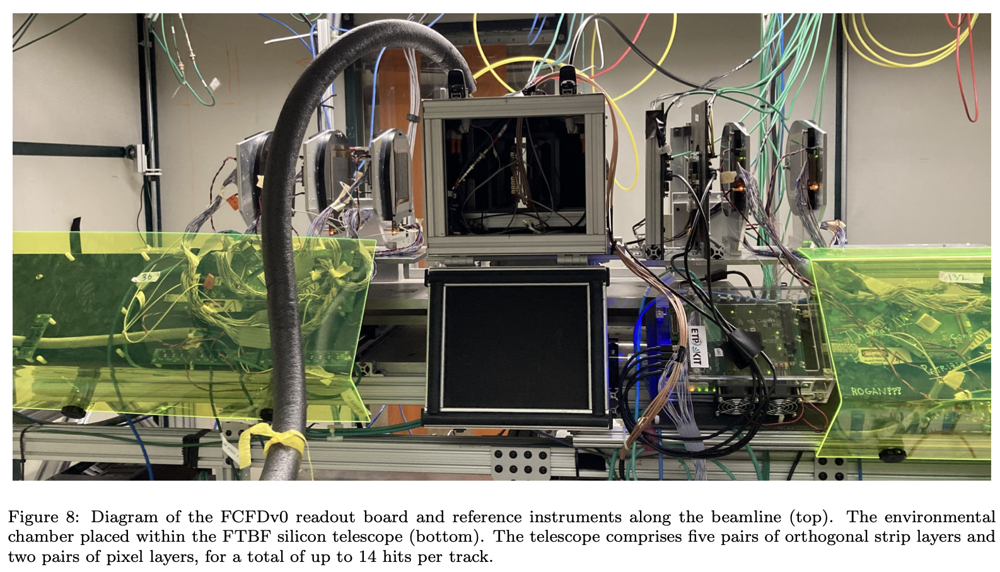 36
132
ETP
KIT
ROGAN???
Figure 8: Diagram of the FCFDv0 readout board and reference instruments along the beamline (top). The environmental
chamber placed within the FTBF silicon telescope (bottom). The telescope comprises five pairs of orthogonal strip layers and
two pairs of pixel layers, for a total of up to 14 hits per track.